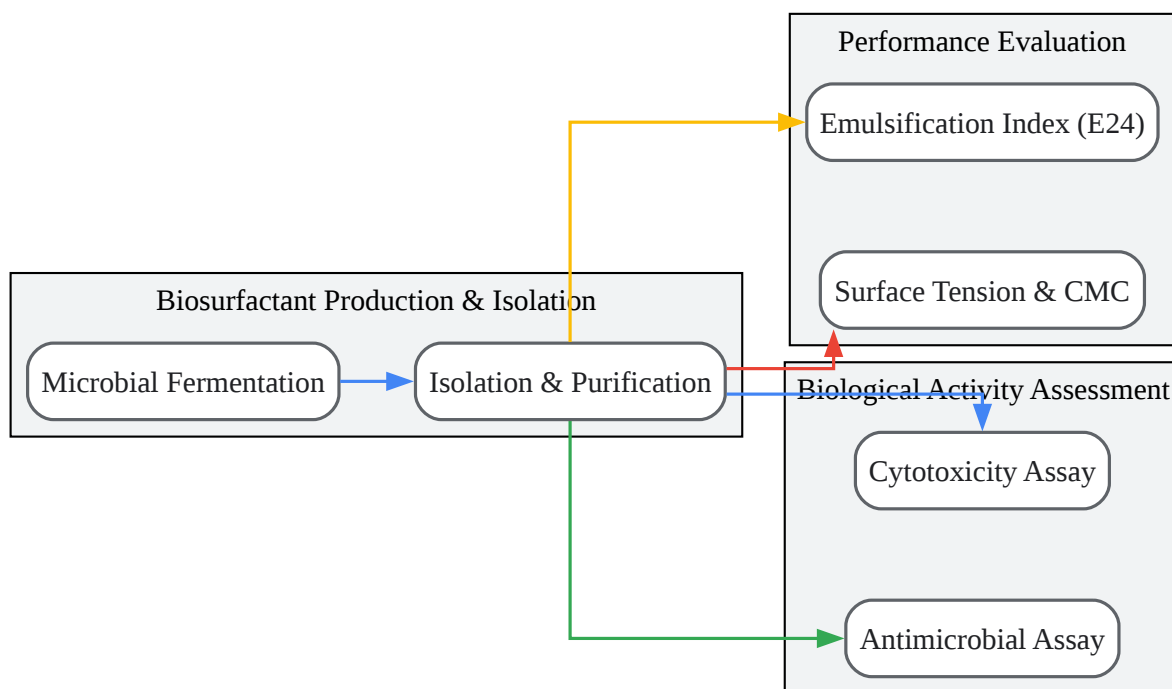 Performance Evaluation
Emulsification Index (E24)
Surface Tension & CMC
Biosurfactant Production & Isolation
Microbial Fermentation
Isolation & Purification
Biological Activity Assessment
Cytotoxicity Assay
Antimicrobial Assay